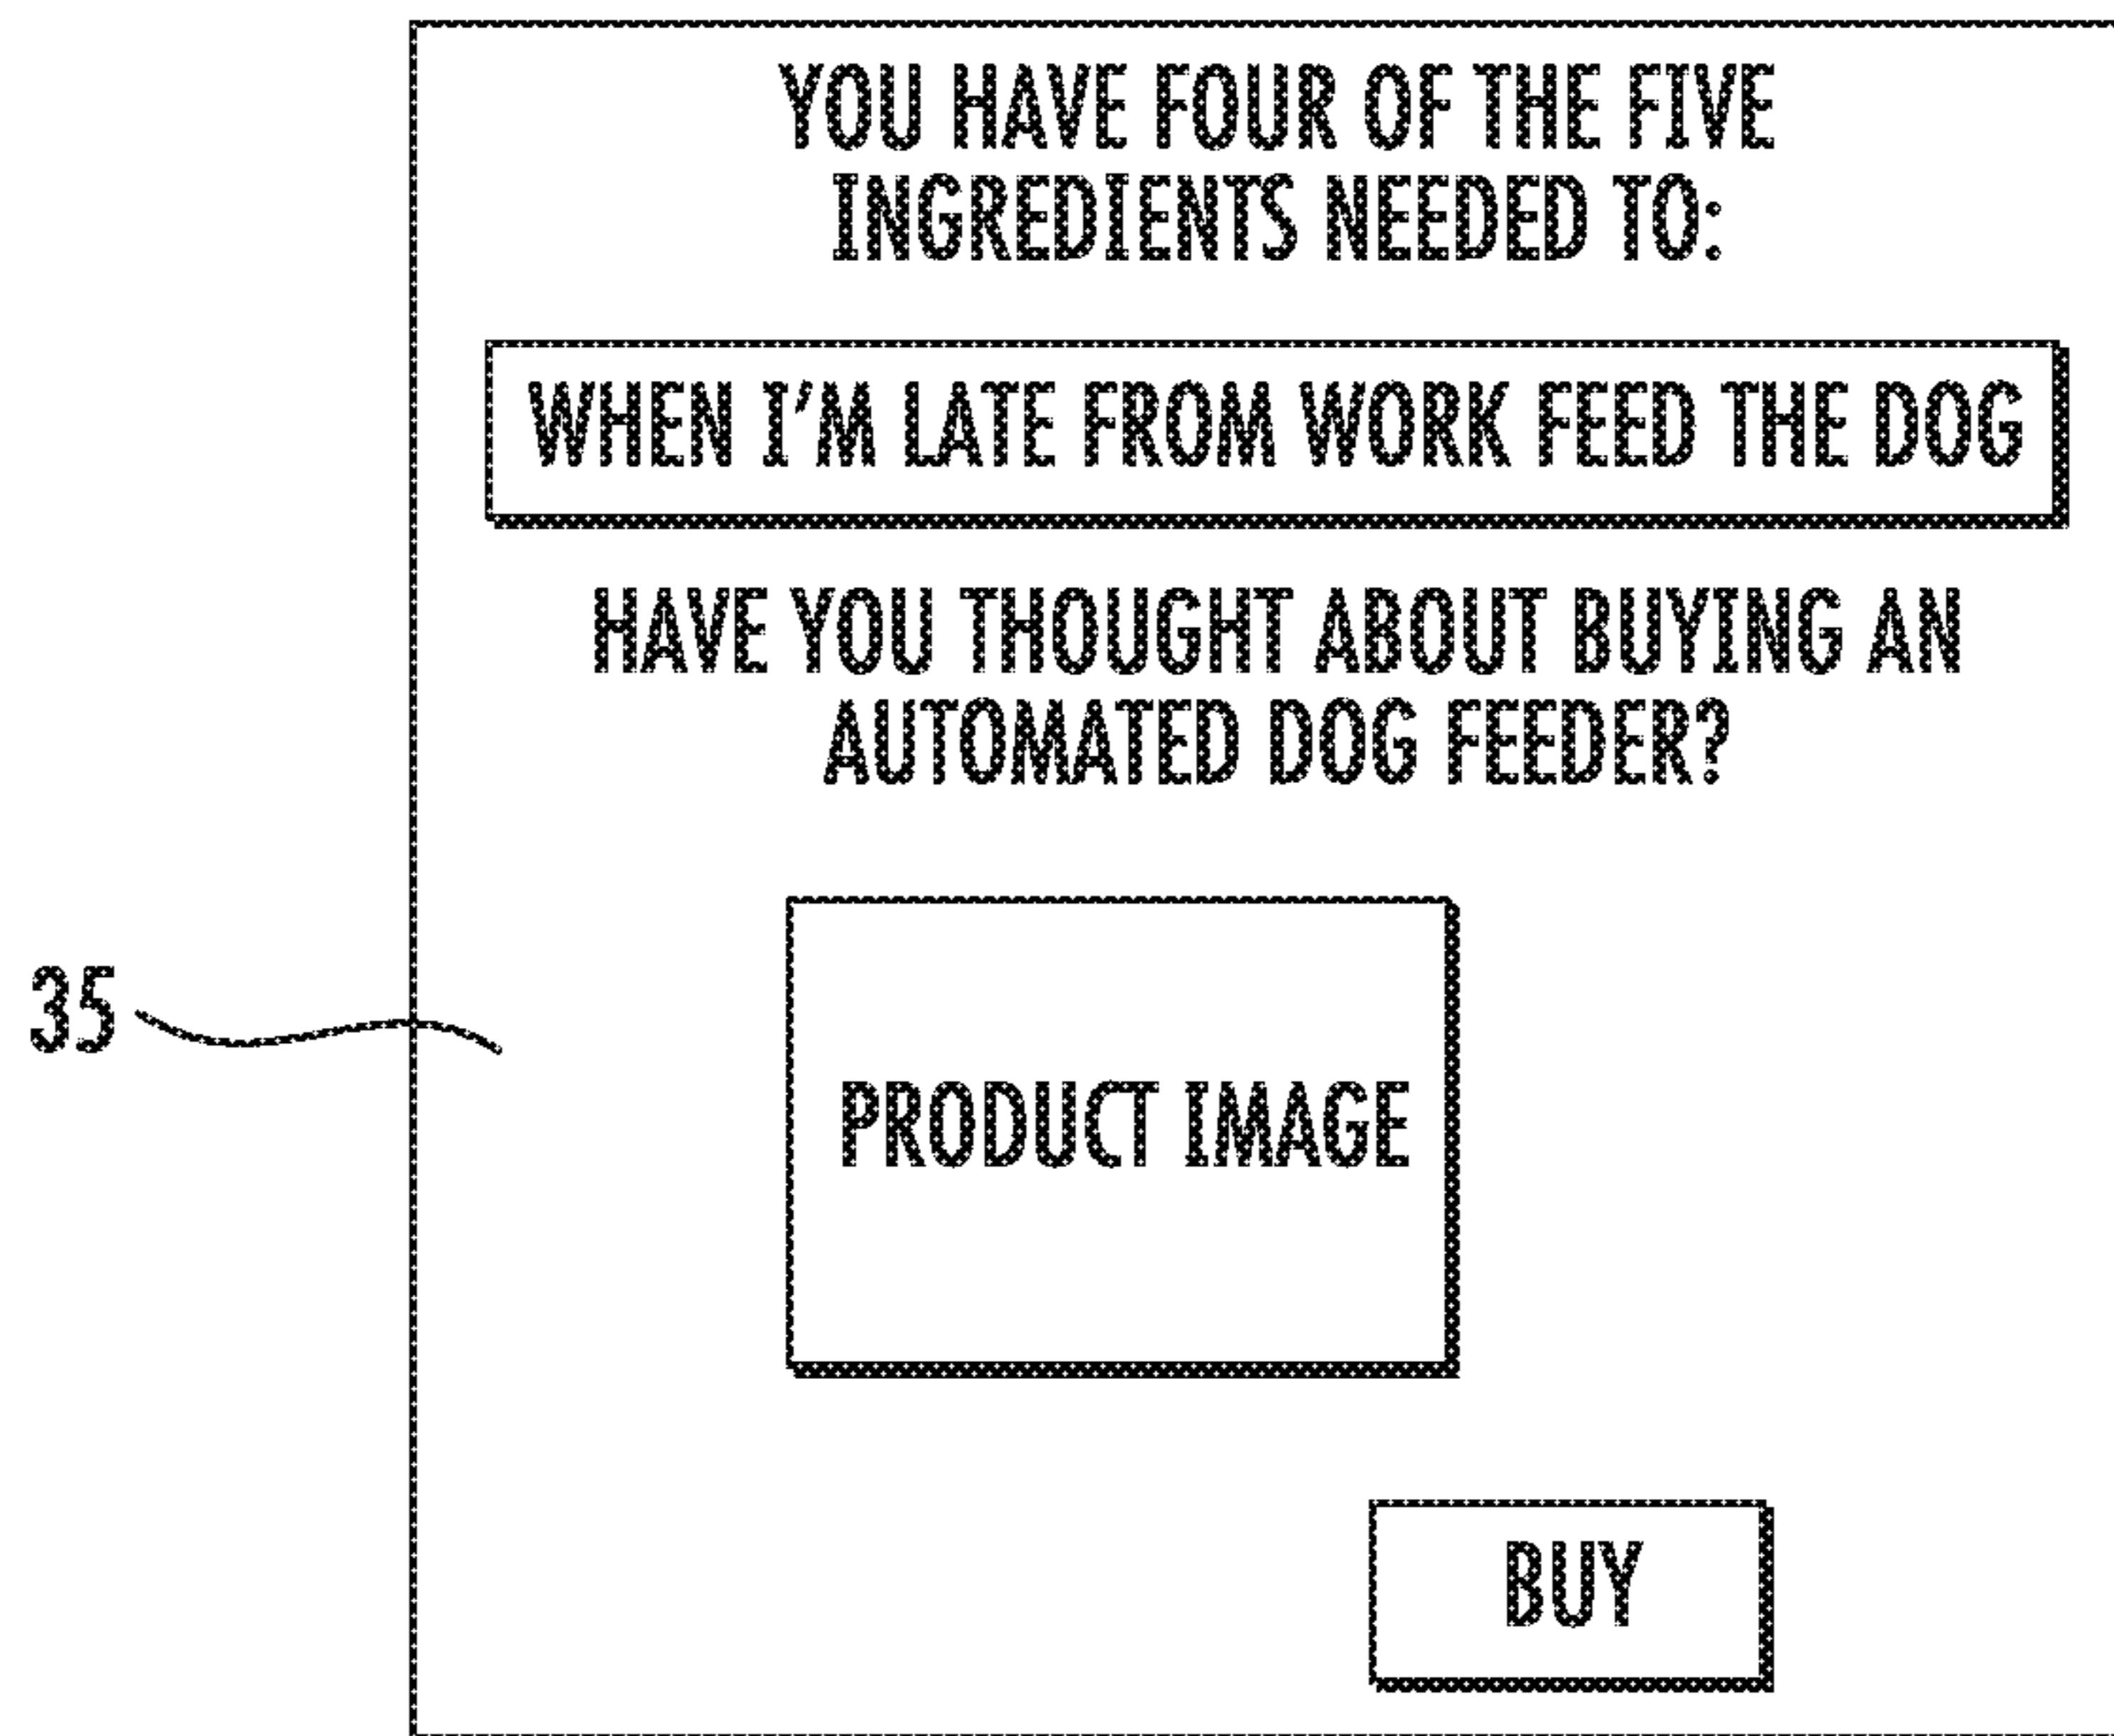 YOU HAVE FOUR OF THE FIVE
INGREDIENTS NEEDED TO:
WHEN I'M LATE FROM WORK FEED THE DOG
HAVE YOU THOUGHT ABOUT BUYING AN
AUTOMATED DOG FEEDER?
35
PRODUCT IMAGE
BUY